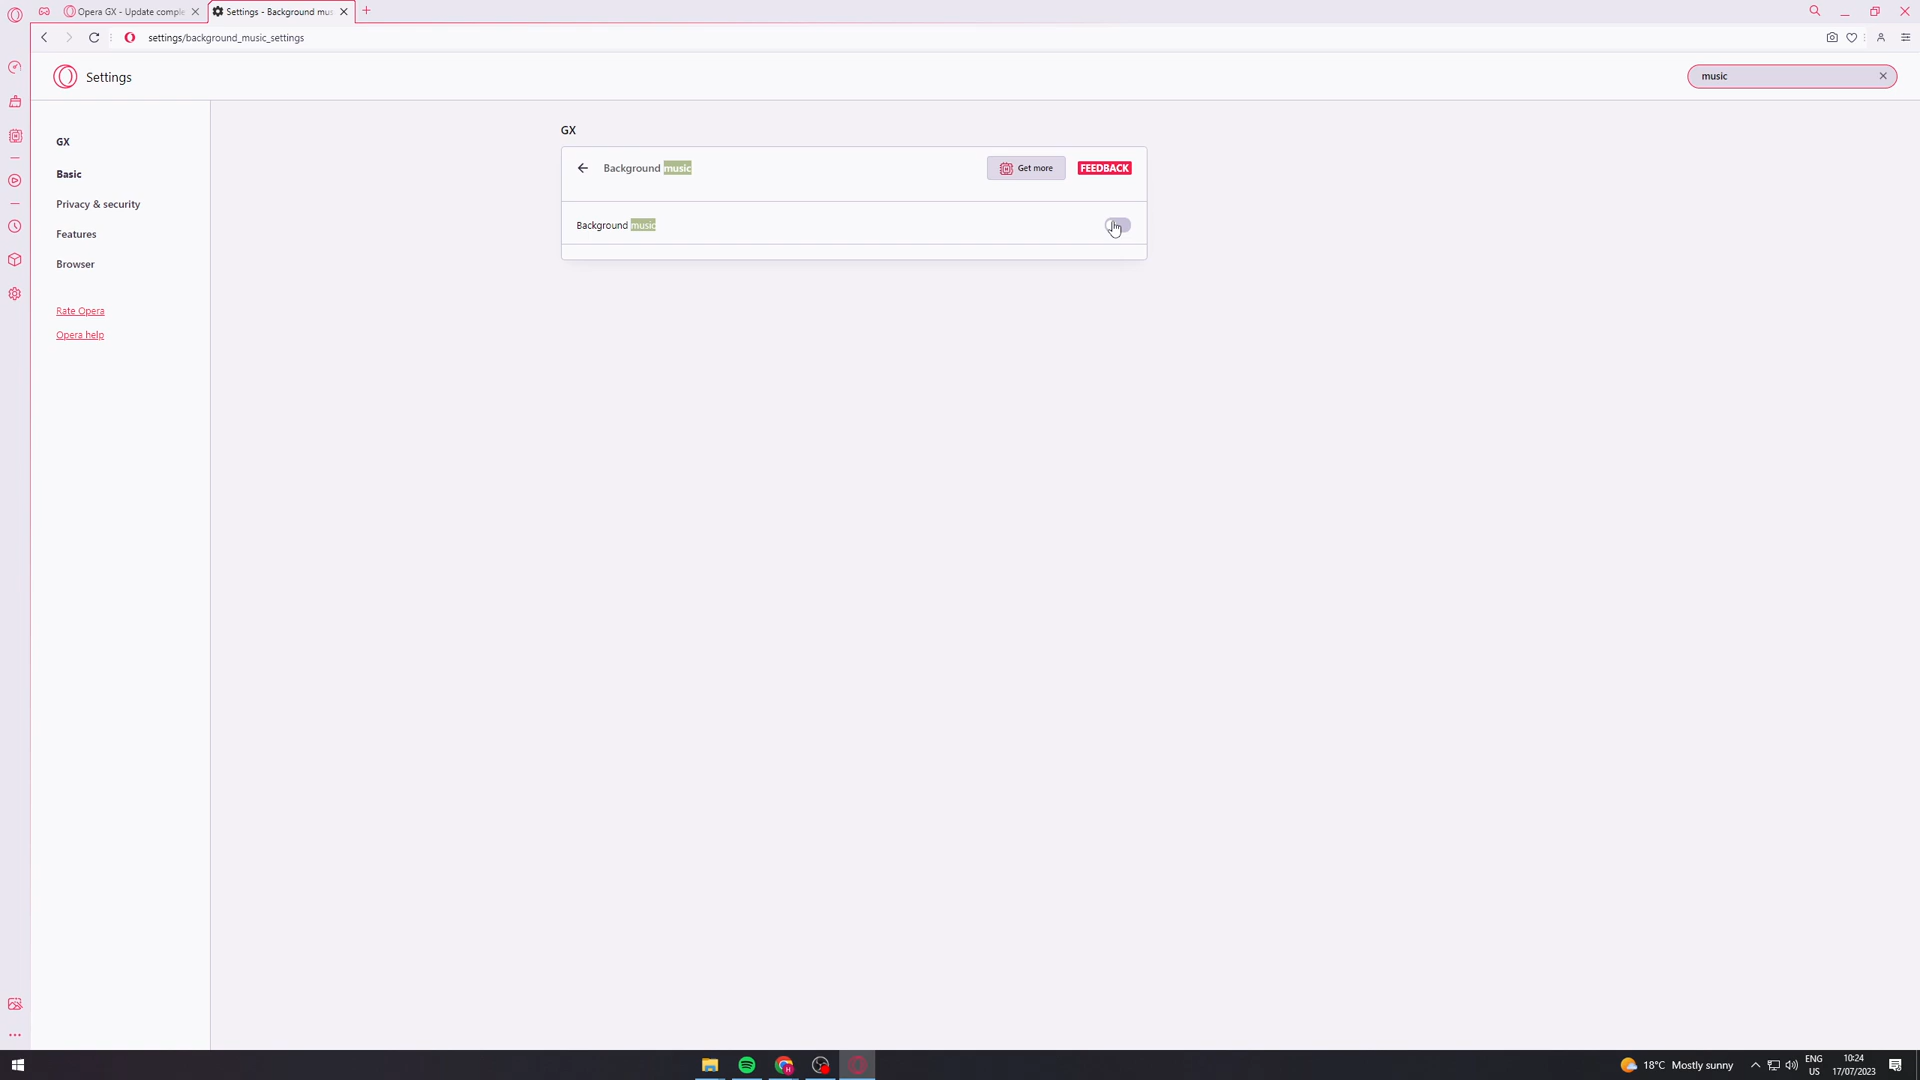 Opera GX - Update comple
Settings - Background mus
settings/background_music_settings
Settings
music
GX
Basic
Privacy & security
Features
Browser
Rate Opera
Opera help
GX
Background music
Get more
FEEDBACK
Background music
18°C Mostly sunny
ENG
US
10:24
17/07/2023